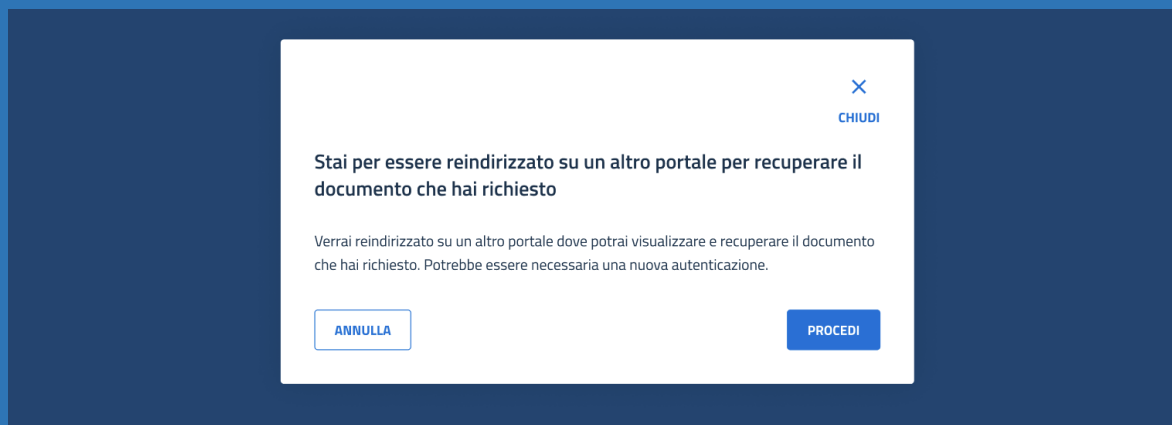 CHIUDI
Stai per essere reindirizzato su un altro portale per recuperare il
documento che hai richiesto
Verrai reindirizzato su un altro portale dove potrai visualizzare e recuperare il documento
che hai richiesto. Potrebbe essere necessaria una nuova autenticazione.
ANNULLA
PROCEDI